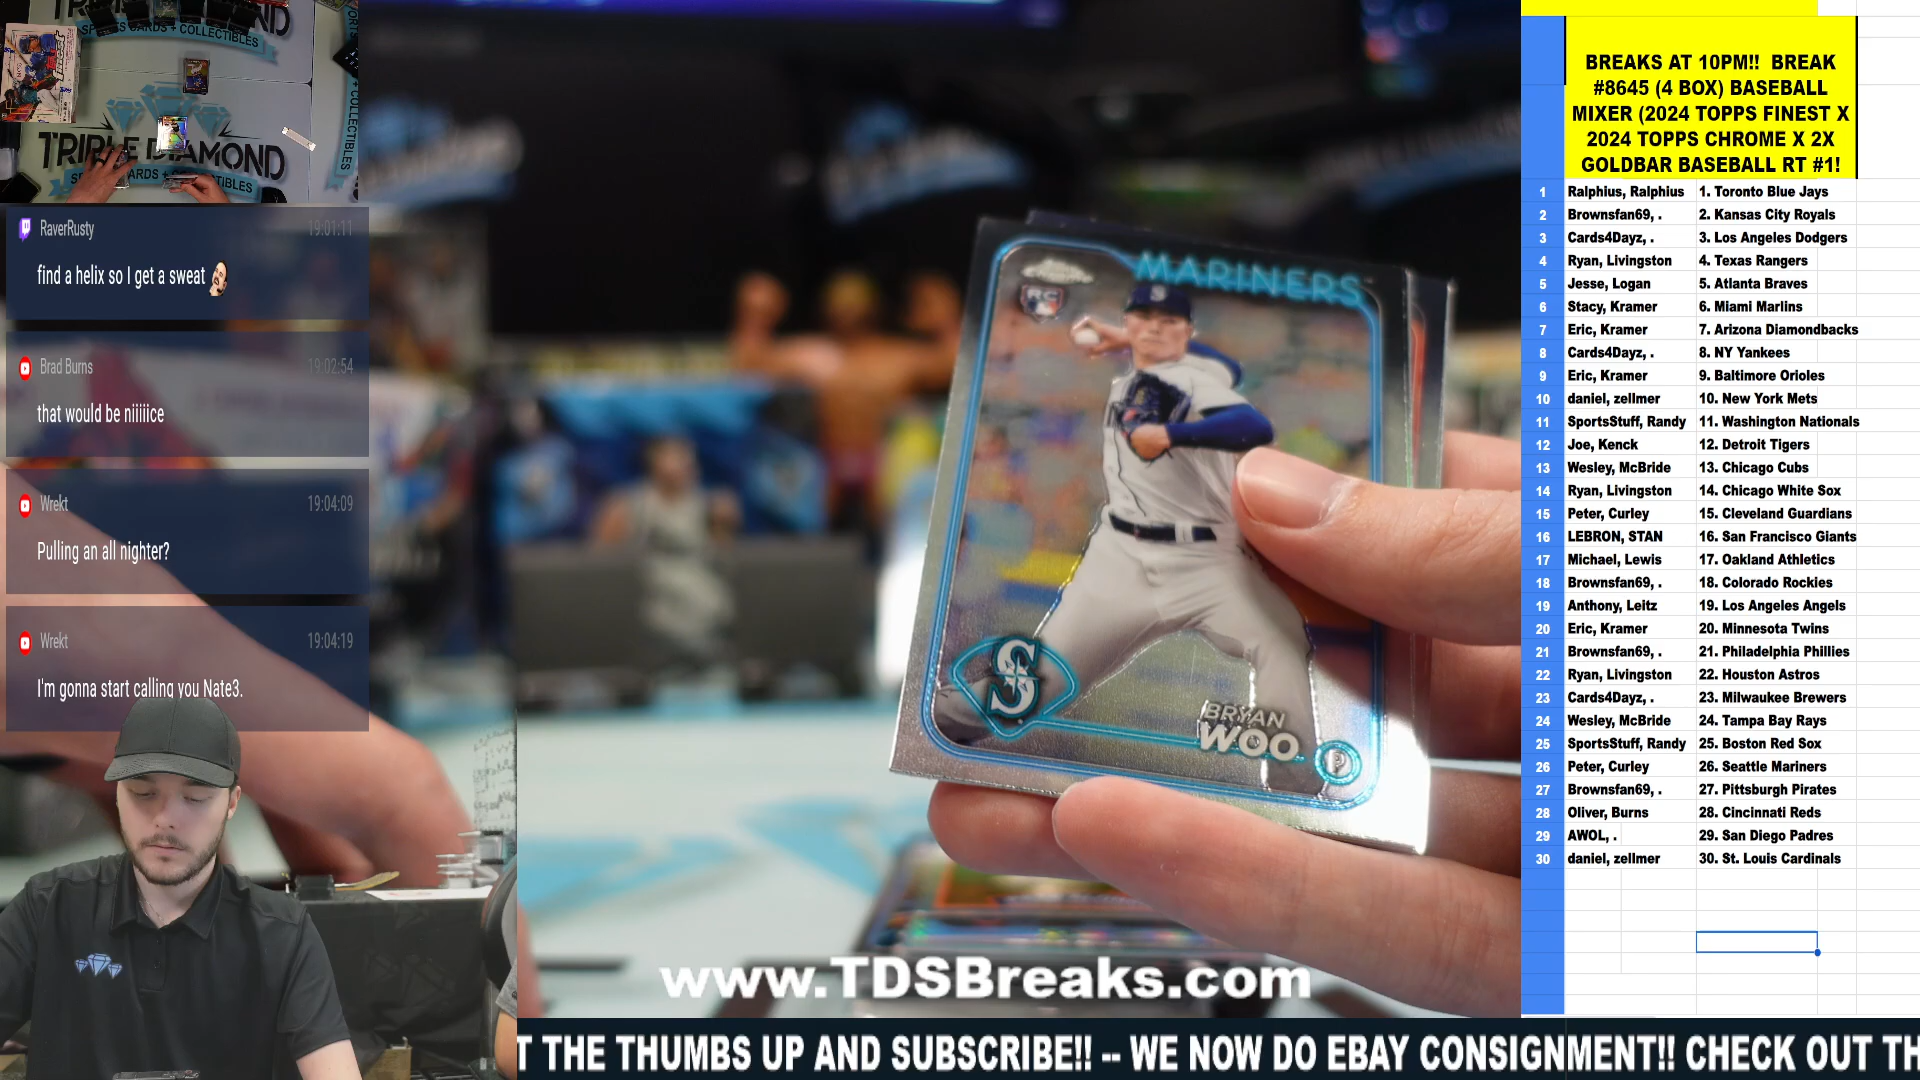 TRIPLE DIAMOND
SPORTS CARDS + COLLECTIBLES
RaverRusty 19:01:11
find a helix so I get a sweat
Brad Burns 19:02:54
that would be niiiiice
Wrekt 19:04:09
Pulling an all nighter?
Wrekt 19:04:19
I'm gonna start calling you Nate3.
MARINERS
RC
S
BRYAN
WOO
P
www.TDSBreaks.com
T THE THUMBS UP AND SUBSCRIBE!! -- WE NOW DO EBAY CONSIGNMENT!! CHECK OUT TH
BREAKS AT 10PM!! BREAK
#8645 (4 BOX) BASEBALL
MIXER (2024 TOPPS FINEST X
2024 TOPPS CHROME X 2X
GOLDBAR BASEBALL RT #1!
1 Ralphius, Ralphius 1. Toronto Blue Jays
2 Brownsfan69, . 2. Kansas City Royals
3 Cards4Dayz, . 3. Los Angeles Dodgers
4 Ryan, Livingston 4. Texas Rangers
5 Jesse, Logan 5. Atlanta Braves
6 Stacy, Kramer 6. Miami Marlins
7 Eric, Kramer 7. Arizona Diamondbacks
8 Cards4Dayz, . 8. NY Yankees
9 Eric, Kramer 9. Baltimore Orioles
10 daniel, zellmer 10. New York Mets
11 SportsStuff, Randy 11. Washington Nationals
12 Joe, Kenck 12. Detroit Tigers
13 Wesley, McBride 13. Chicago Cubs
14 Ryan, Livingston 14. Chicago White Sox
15 Peter, Curley 15. Cleveland Guardians
16 LEBRON, STAN 16. San Francisco Giants
17 Michael, Lewis 17. Oakland Athletics
18 Brownsfan69, . 18. Colorado Rockies
19 Anthony, Leitz 19. Los Angeles Angels
20 Eric, Kramer 20. Minnesota Twins
21 Brownsfan69, . 21. Philadelphia Phillies
22 Ryan, Livingston 22. Houston Astros
23 Cards4Dayz, . 23. Milwaukee Brewers
24 Wesley, McBride 24. Tampa Bay Rays
25 SportsStuff, Randy 25. Boston Red Sox
26 Peter, Curley 26. Seattle Mariners
27 Brownsfan69, . 27. Pittsburgh Pirates
28 Oliver, Burns 28. Cincinnati Reds
29 AWOL, . 29. San Diego Padres
30 daniel, zellmer 30. St. Louis Cardinals